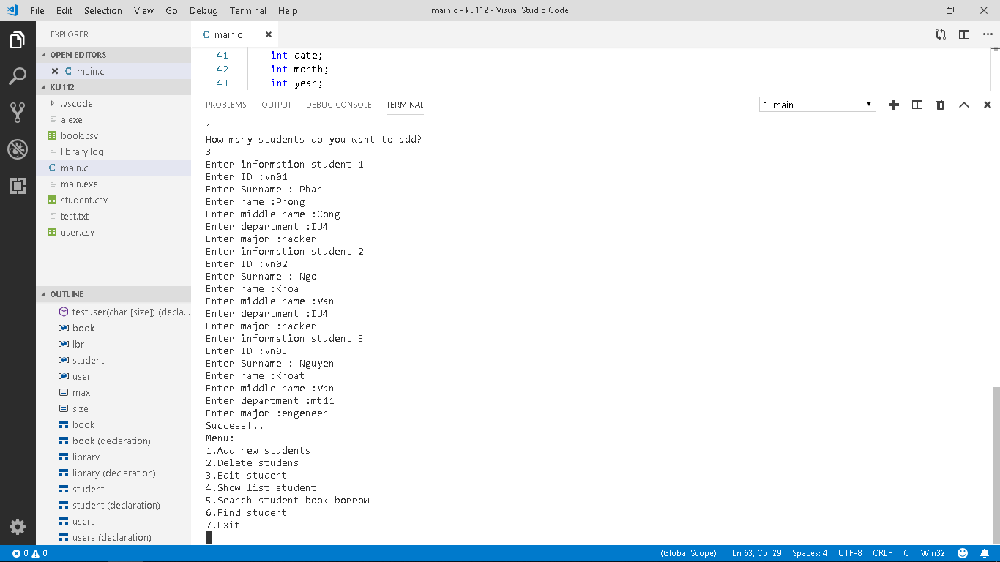 File Edit Selection View Go Debug Terminal Help main.c - ku112 - Visual Studio Code
EXPLORER
OPEN EDITORS
C main.c
KU112
.vscode
a.exe
book.csv
library.log
C main.c
main.exe
student.csv
test.txt
user.csv
OUTLINE
testuser(char [size]) (decla...
book
lbr
student
user
max
size
book
book (declaration)
library
library (declaration)
student
student (declaration)
users
users (declaration)
C main.c
41 int date;
42 int month;
43 int year;
PROBLEMS OUTPUT DEBUG CONSOLE TERMINAL 1: main
1
How many students do you want to add?
3
Enter information student 1
Enter ID :vn01
Enter Surname : Phan
Enter name :Phong
Enter middle name :Cong
Enter department :IU4
Enter major :hacker
Enter information student 2
Enter ID :vn02
Enter Surname : Ngo
Enter name :Khoa
Enter middle name :Van
Enter department :IU4
Enter major :hacker
Enter information student 3
Enter ID :vn03
Enter Surname : Nguyen
Enter name :Khoat
Enter middle name :Van
Enter department :mt11
Enter major :engeneer
Success!!!
Menu:
1.Add new students
2.Delete studens
3.Edit student
4.Show list student
5.Search student-book borrow
6.Find student
7.Exit
0 0 (Global Scope) Ln 63, Col 29 Spaces: 4 UTF-8 CRLF C Win32